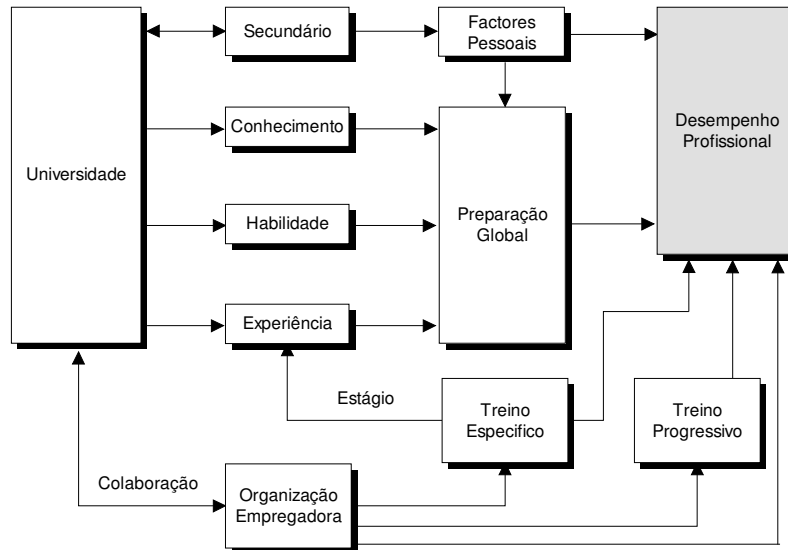 Secundário
Factores
Pessoais
Desempenho
Profissional
Conhecimento
Universidade
Habilidade
Preparação
Global
Experiência
Estágio
Treino
Especifico
Treino
Progressivo
Colaboração
Organização
Empregadora